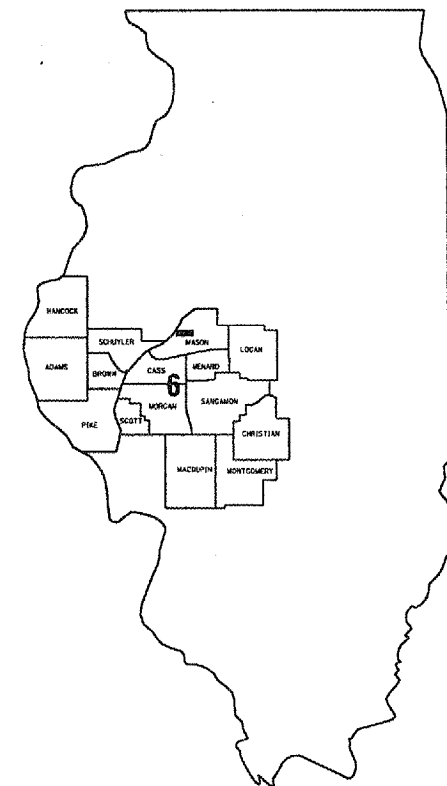 HANCOCK
SCHUYLER
MASON
LOGAN
ADAMS
BROWN
CASS
MENARD
6
MORGAN
SANGAMON
PIKE
SCOTT
CHRISTIAN
MACOUPIN
MONTGOMERY